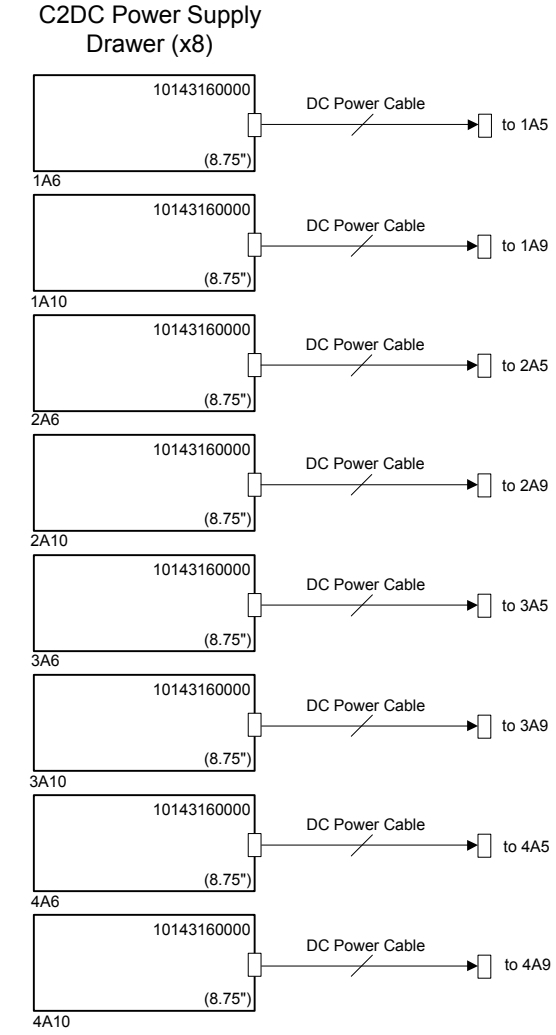 C2DC Power Supply
Drawer (x8)
10143160000
DC Power Cable
to 1A5
(8.75")
1A6
10143160000
DC Power Cable
to 1A9
(8.75")
1A10
10143160000
DC Power Cable
to 2A5
(8.75")
2A6
10143160000
DC Power Cable
to 2A9
(8.75")
2A10
10143160000
DC Power Cable
to 3A5
(8.75")
3A6
10143160000
DC Power Cable
to 3A9
(8.75")
3A10
10143160000
DC Power Cable
to 4A5
(8.75")
4A6
10143160000
DC Power Cable
to 4A9
(8.75")
4A10